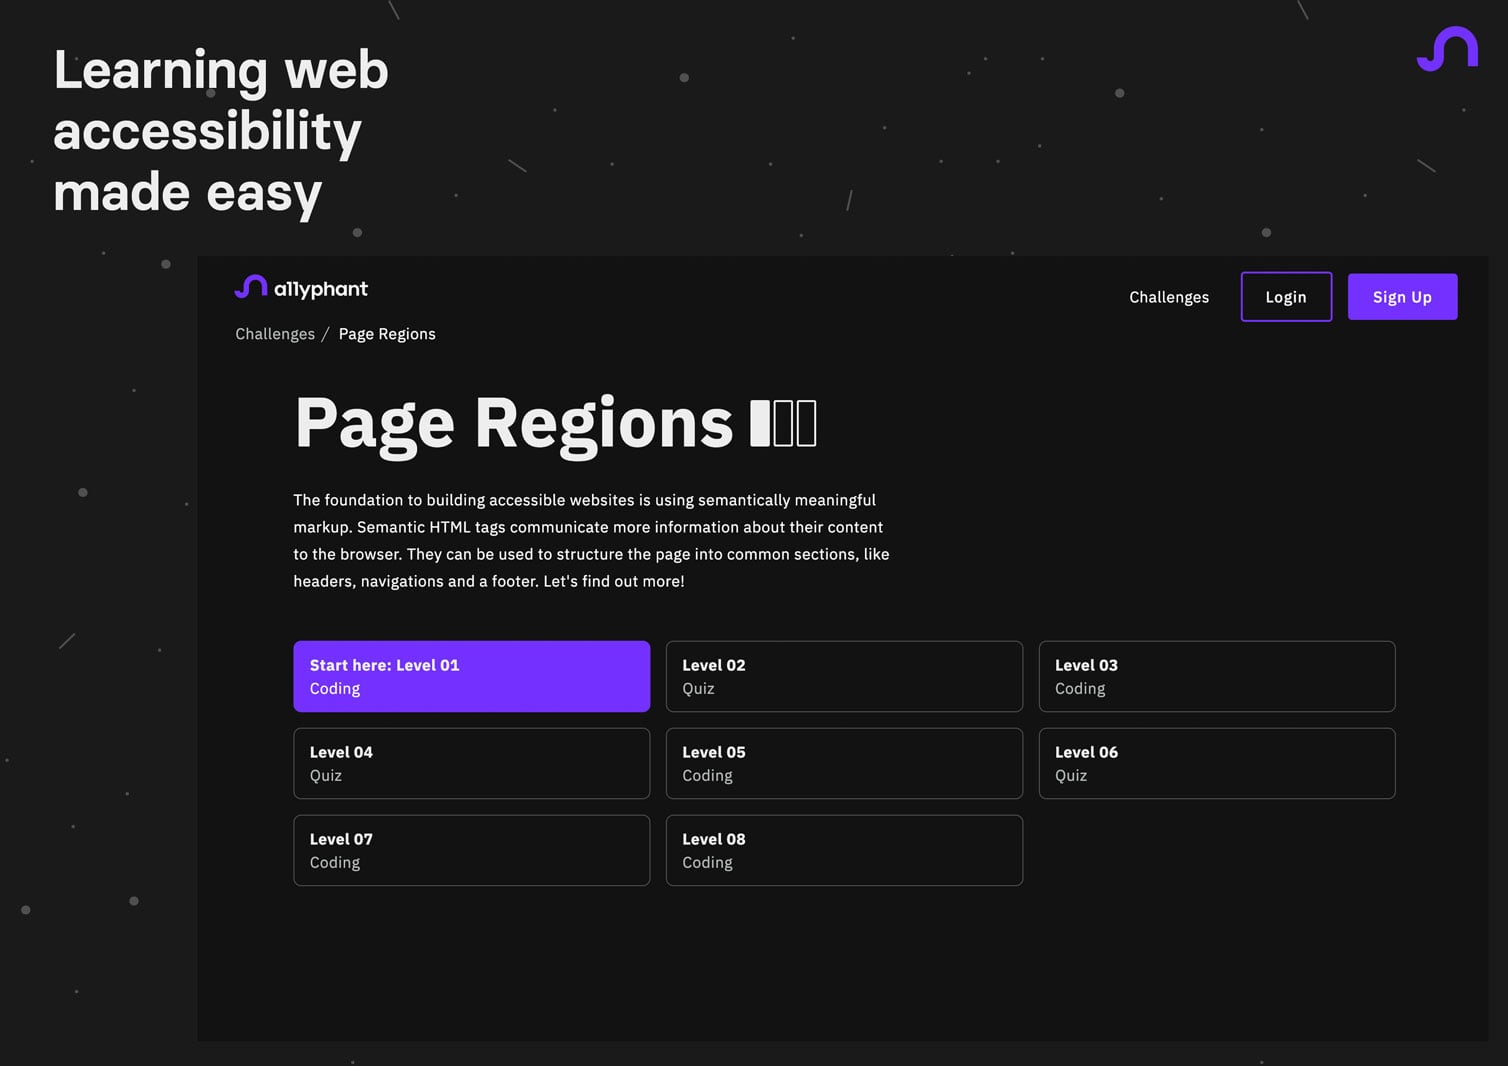 Learning web
accessibility
made easy
a11yphant
Challenges
Login
Sign Up
Challenges / Page Regions
Page Regions
The foundation to building accessible websites is using semantically meaningful
markup. Semantic HTML tags communicate more information about their content
to the browser. They can be used to structure the page into common sections, like
headers, navigations and a footer. Let's find out more!
Start here: Level 01
Coding
Level 02
Quiz
Level 03
Coding
Level 04
Quiz
Level 05
Coding
Level 06
Quiz
Level 07
Coding
Level 08
Coding